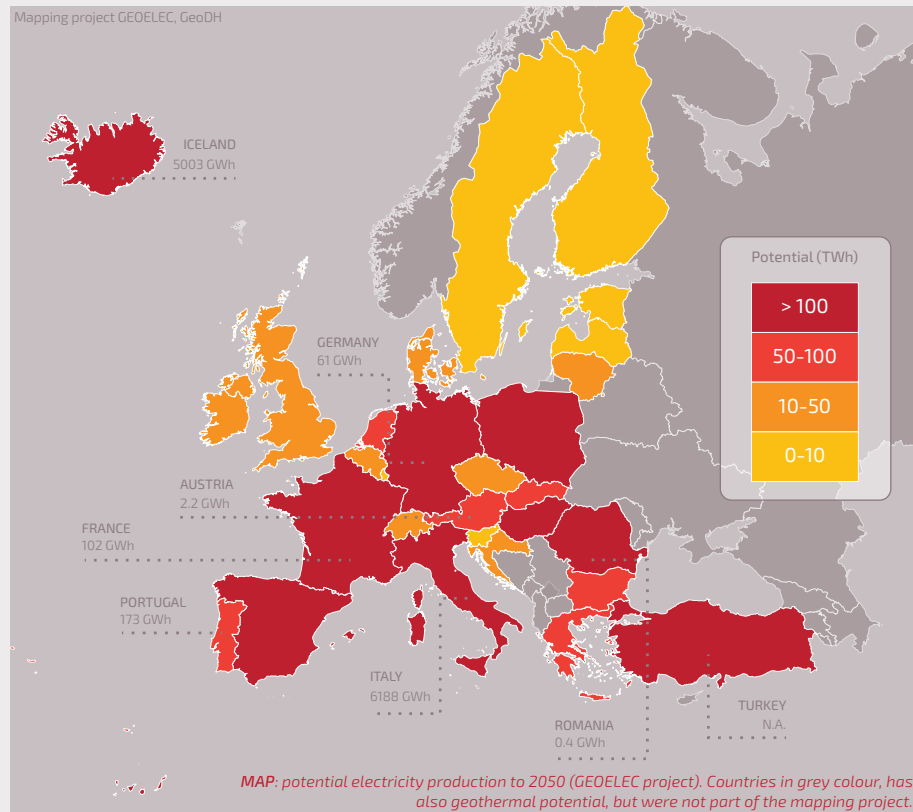 Mapping project GEOELEC, GeoDH
ICELAND
5003 GWh
Potential (TWh)
> 100
50-100
10-50
0-10
GERMANY
61 GWh
AUSTRIA
2.2 GWh
FRANCE
102 GWh
PORTUGAL
173 GWh
ITALY
6188 GWh
ROMANIA
0.4 GWh
TURKEY
N.A.
MAP: potential electricity production to 2050 (GEOELEC project). Countries in grey colour, has
also geothermal potential, but were not part of the mapping project.